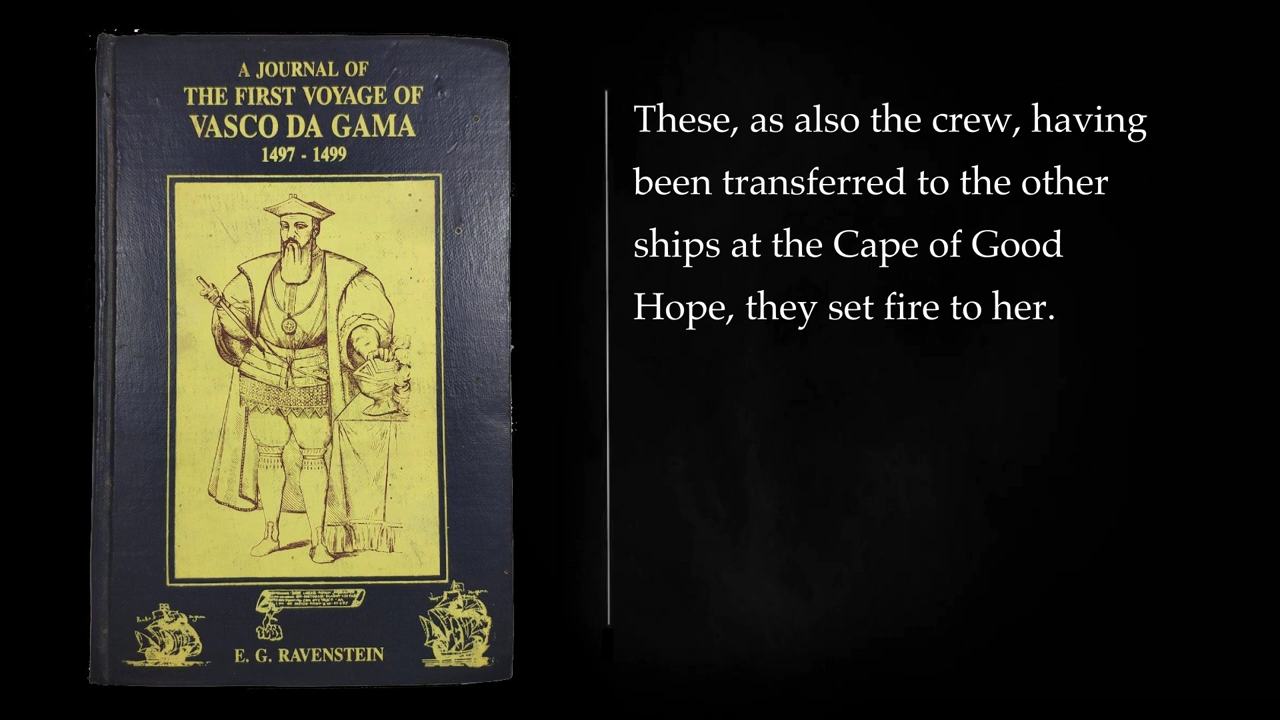 A JOURNAL OF
THE FIRST VOYAGE OF
VASCO DA GAMA
1497 - 1499
E. G. RAVENSTEIN
These, as also the crew, having
been transferred to the other
ships at the Cape of Good
Hope, they set fire to her.